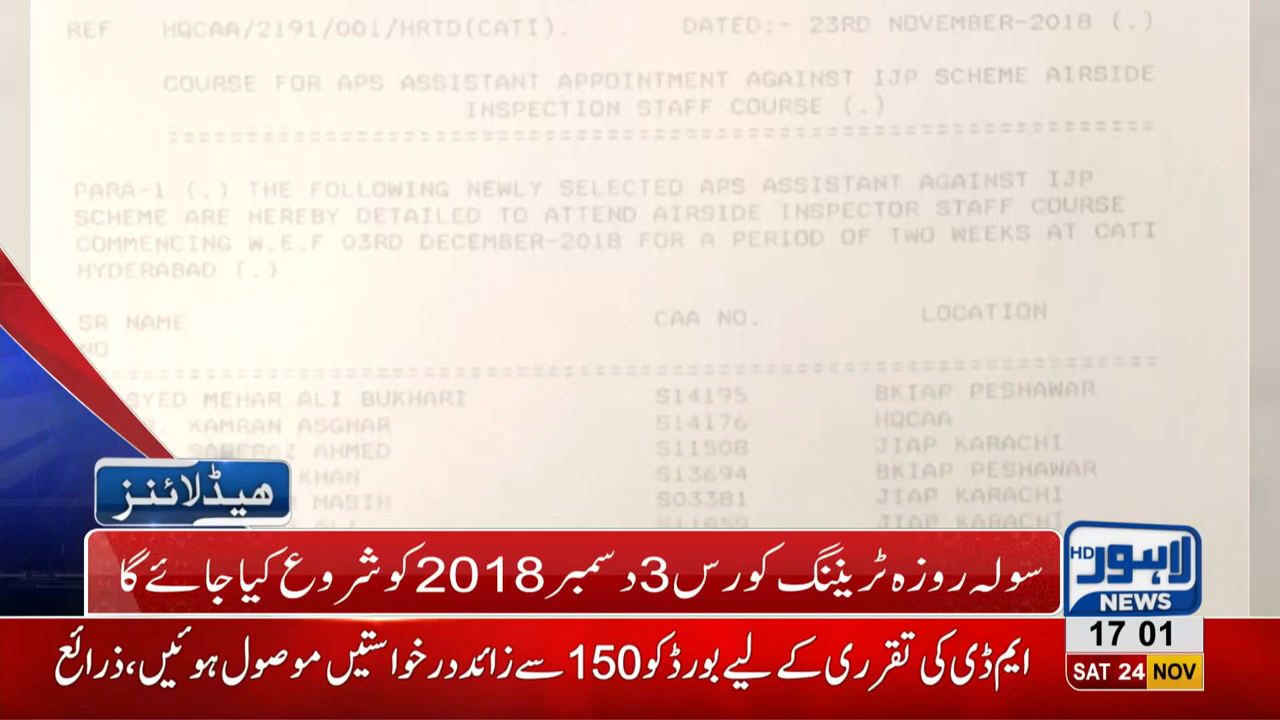 REF HQCAA/2191/001/HRTD(CATI). DATED:- 23RD NOVEMBER-2018 (.)
COURSE FOR APS ASSISTANT APPOINTMENT AGAINST IJP SCHEME AIRSIDE
INSPECTION STAFF COURSE (.)
PARA-1 (.) THE FOLLOWING NEWLY SELECTED APS ASSISTANT AGAINST IJP
SCHEME ARE HEREBY DETAILED TO ATTEND AIRSIDE INSPECTOR STAFF COURSE
COMMENCING W.E.F 03RD DECEMBER-2018 FOR A PERIOD OF TWO WEEKS AT CATI
HYDERABAD (.)
SR NAME CAA NO. LOCATION
NO
SYED MEHAR ALI BUKHARI S14195 BKIAP PESHAWAR
KAMRAN ASGHAR S14176 HQCAA
AHMED S11508 JIAP KARACHI
KHAN S13694 BKIAP PESHAWAR
MASIH S03381 JIAP KARACHI
ALI JIAP KARACHI
ھیڈلائنز
سولہ روزہ ٹریننگ کورس 3 دسمبر 2018 کو شروع کیا جائے گا
لاہور HD
NEWS
17 01
ایم ڈی کی تقرری کے لیے بورڈ کو 150 سے زائد درخواستیں موصول ہوئیں، ذرائع
SAT 24 NOV